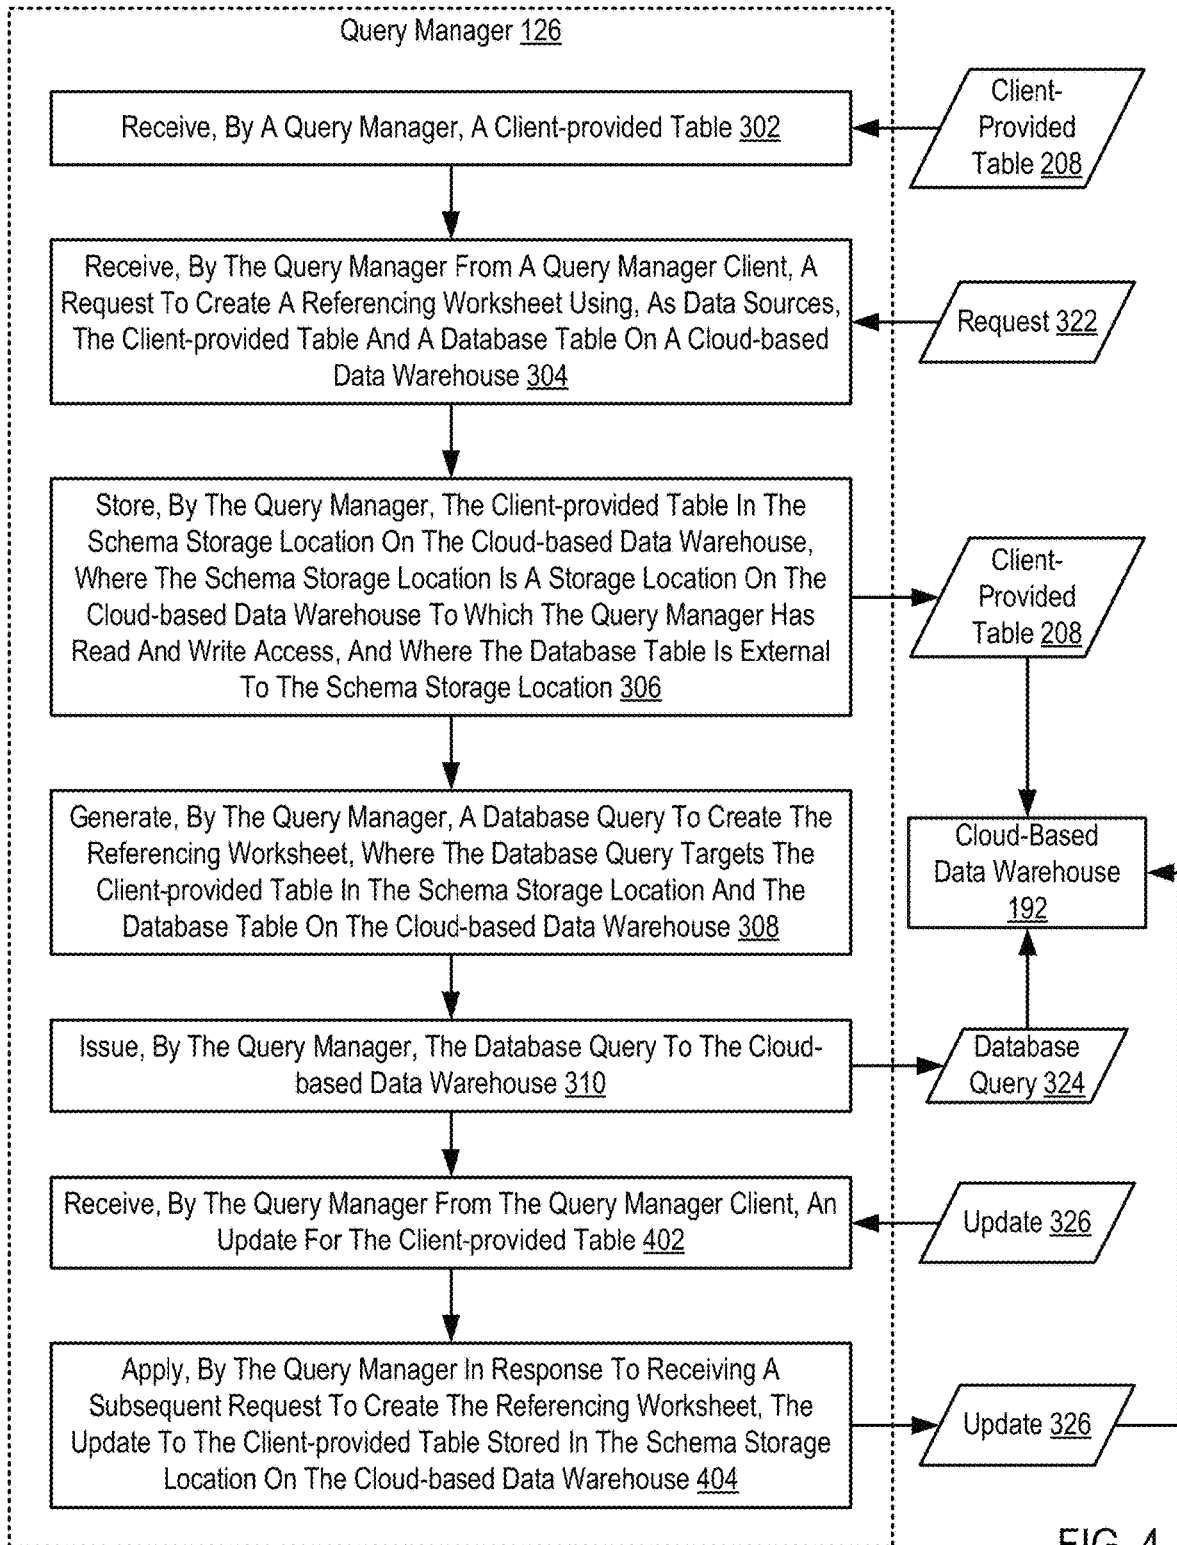 Query Manager 126
Receive, By A Query Manager, A Client-provided Table 302
Client-
Provided
Table 208
Receive, By The Query Manager From A Query Manager Client, A
Request To Create A Referencing Worksheet Using, As Data Sources,
The Client-provided Table And A Database Table On A Cloud-based
Data Warehouse 304
Request 322
Store, By The Query Manager, The Client-provided Table In The
Schema Storage Location On The Cloud-based Data Warehouse,
Where The Schema Storage Location Is A Storage Location On The
Cloud-based Data Warehouse To Which The Query Manager Has
Read And Write Access, And Where The Database Table Is External
To The Schema Storage Location 306
Client-
Provided
Table 208
Generate, By The Query Manager, A Database Query To Create The
Referencing Worksheet, Where The Database Query Targets The
Client-provided Table In The Schema Storage Location And The
Database Table On The Cloud-based Data Warehouse 308
Cloud-Based
Data Warehouse
192
Issue, By The Query Manager, The Database Query To The Cloud-
based Data Warehouse 310
Database
Query 324
Receive, By The Query Manager From The Query Manager Client, An
Update For The Client-provided Table 402
Update 326
Apply, By The Query Manager In Response To Receiving A
Subsequent Request To Create The Referencing Worksheet, The
Update To The Client-provided Table Stored In The Schema Storage
Location On The Cloud-based Data Warehouse 404
Update 326
FIG. 4